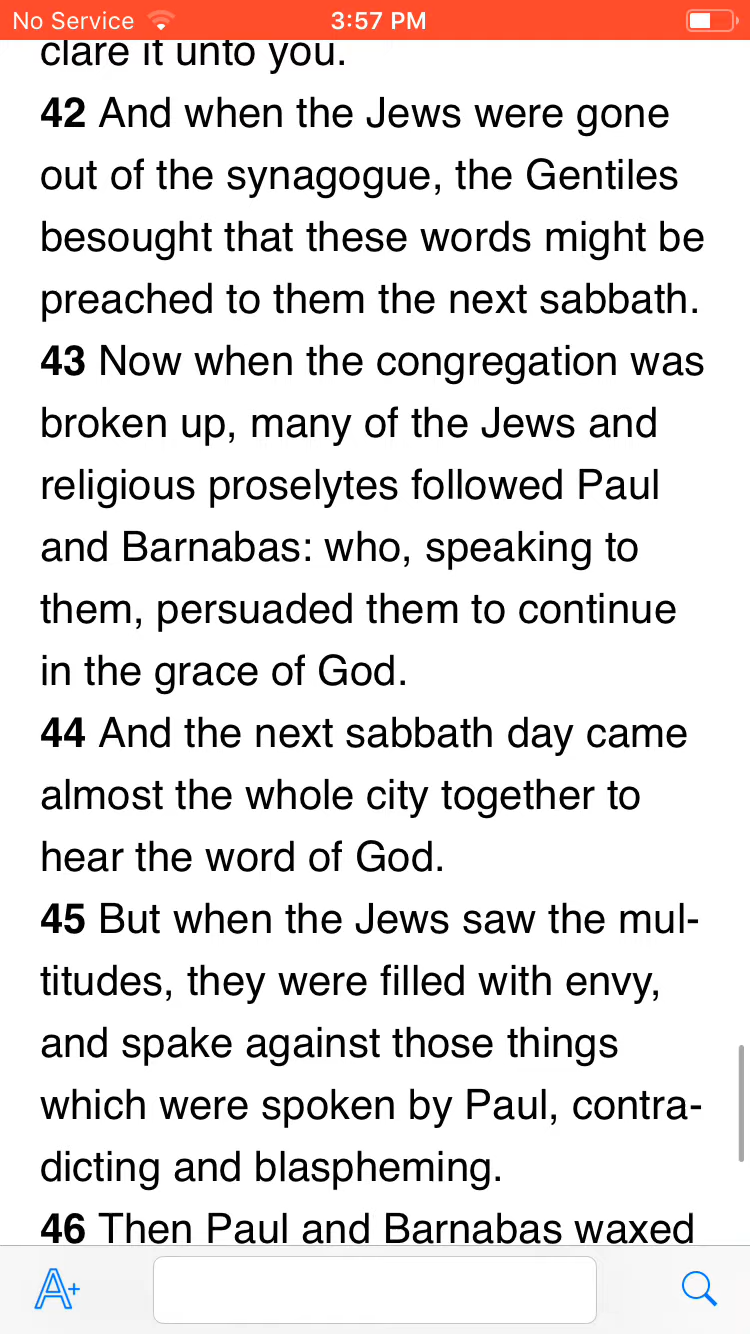 No Service 3:57 PM
clare it unto you.
42 And when the Jews were gone
out of the synagogue, the Gentiles
besought that these words might be
preached to them the next sabbath.
43 Now when the congregation was
broken up, many of the Jews and
religious proselytes followed Paul
and Barnabas: who, speaking to
them, persuaded them to continue
in the grace of God.
44 And the next sabbath day came
almost the whole city together to
hear the word of God.
45 But when the Jews saw the mul-
titudes, they were filled with envy,
and spake against those things
which were spoken by Paul, contra-
dicting and blaspheming.
46 Then Paul and Barnabas waxed
A+